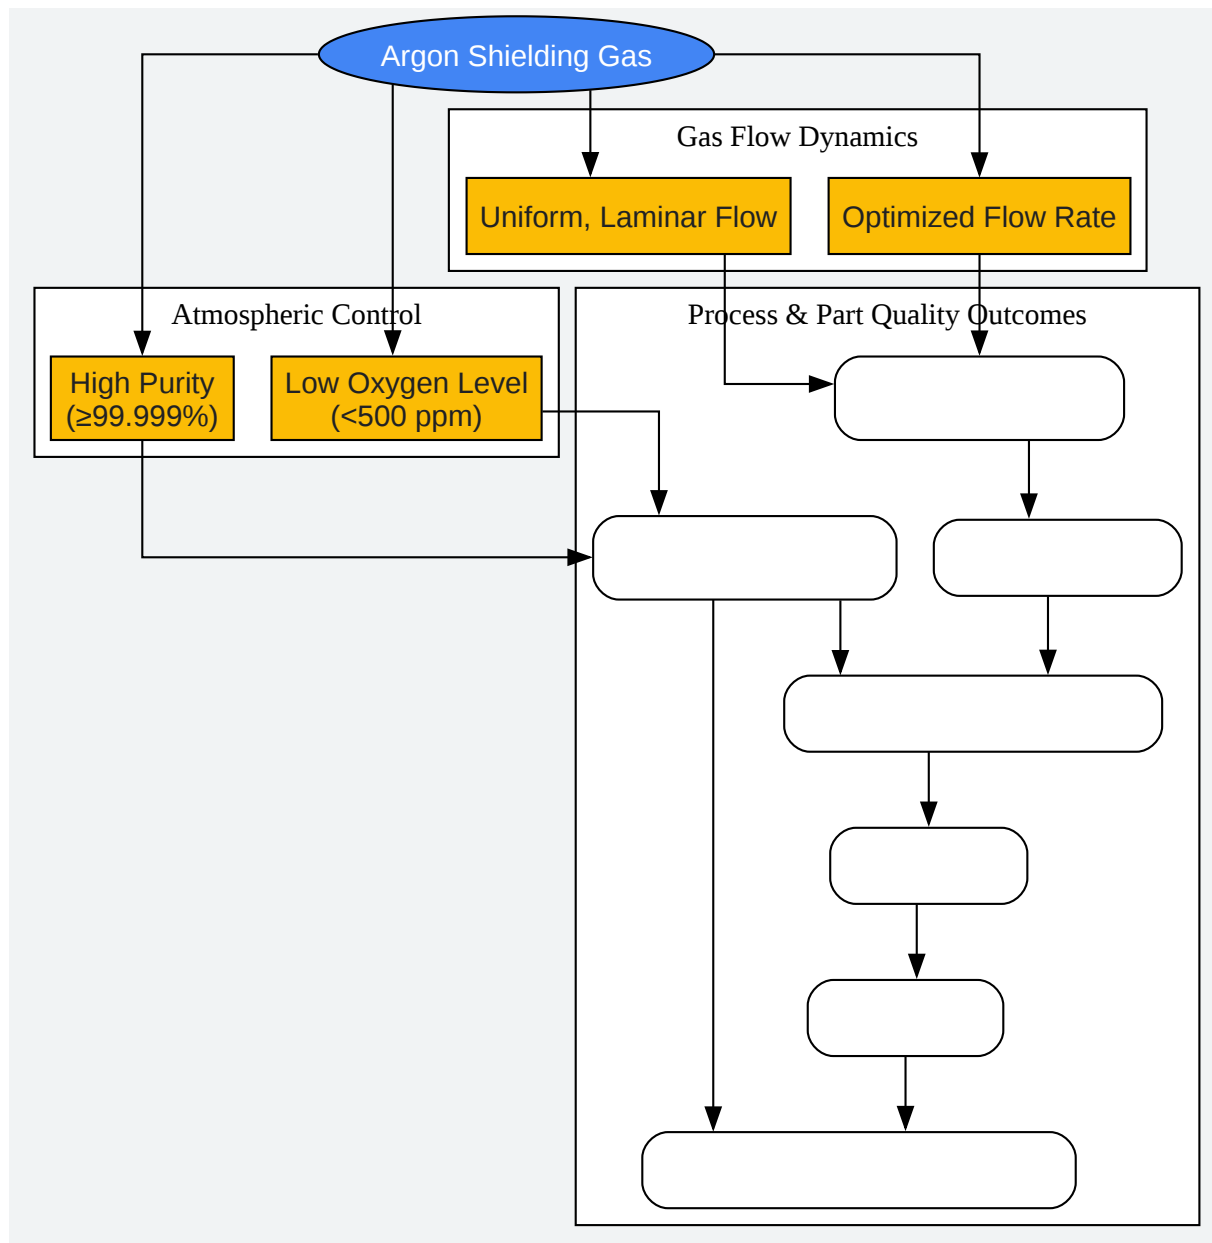 Argon Shielding Gas
Gas Flow Dynamics
Uniform, Laminar Flow
Optimized Flow Rate
Atmospheric Control
High Purity
(≥99.999%)
Low Oxygen Level
(<500 ppm)
Process & Part Quality Outcomes